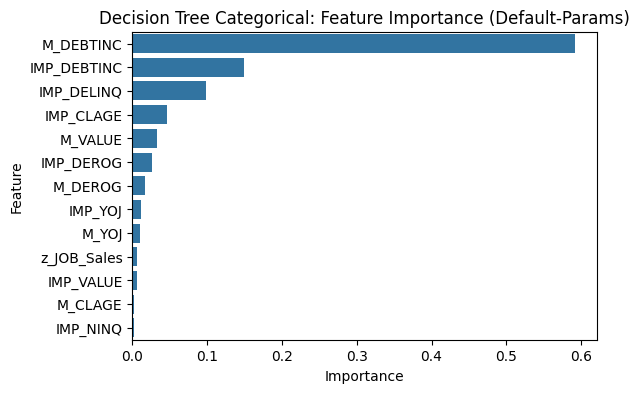 Decision Tree Categorical: Feature Importance (Default-Params)
M_DEBTINC
IMP_DEBTINC
IMP_DELINQ
IMP_CLAGE
M_VALUE
IMP_DEROG
M_DEROG
IMP_YOJ
M_YOJ
z_JOB_Sales
IMP_VALUE
M_CLAGE
IMP_NINQ
Feature
0.0 0.1 0.2 0.3 0.4 0.5 0.6
Importance